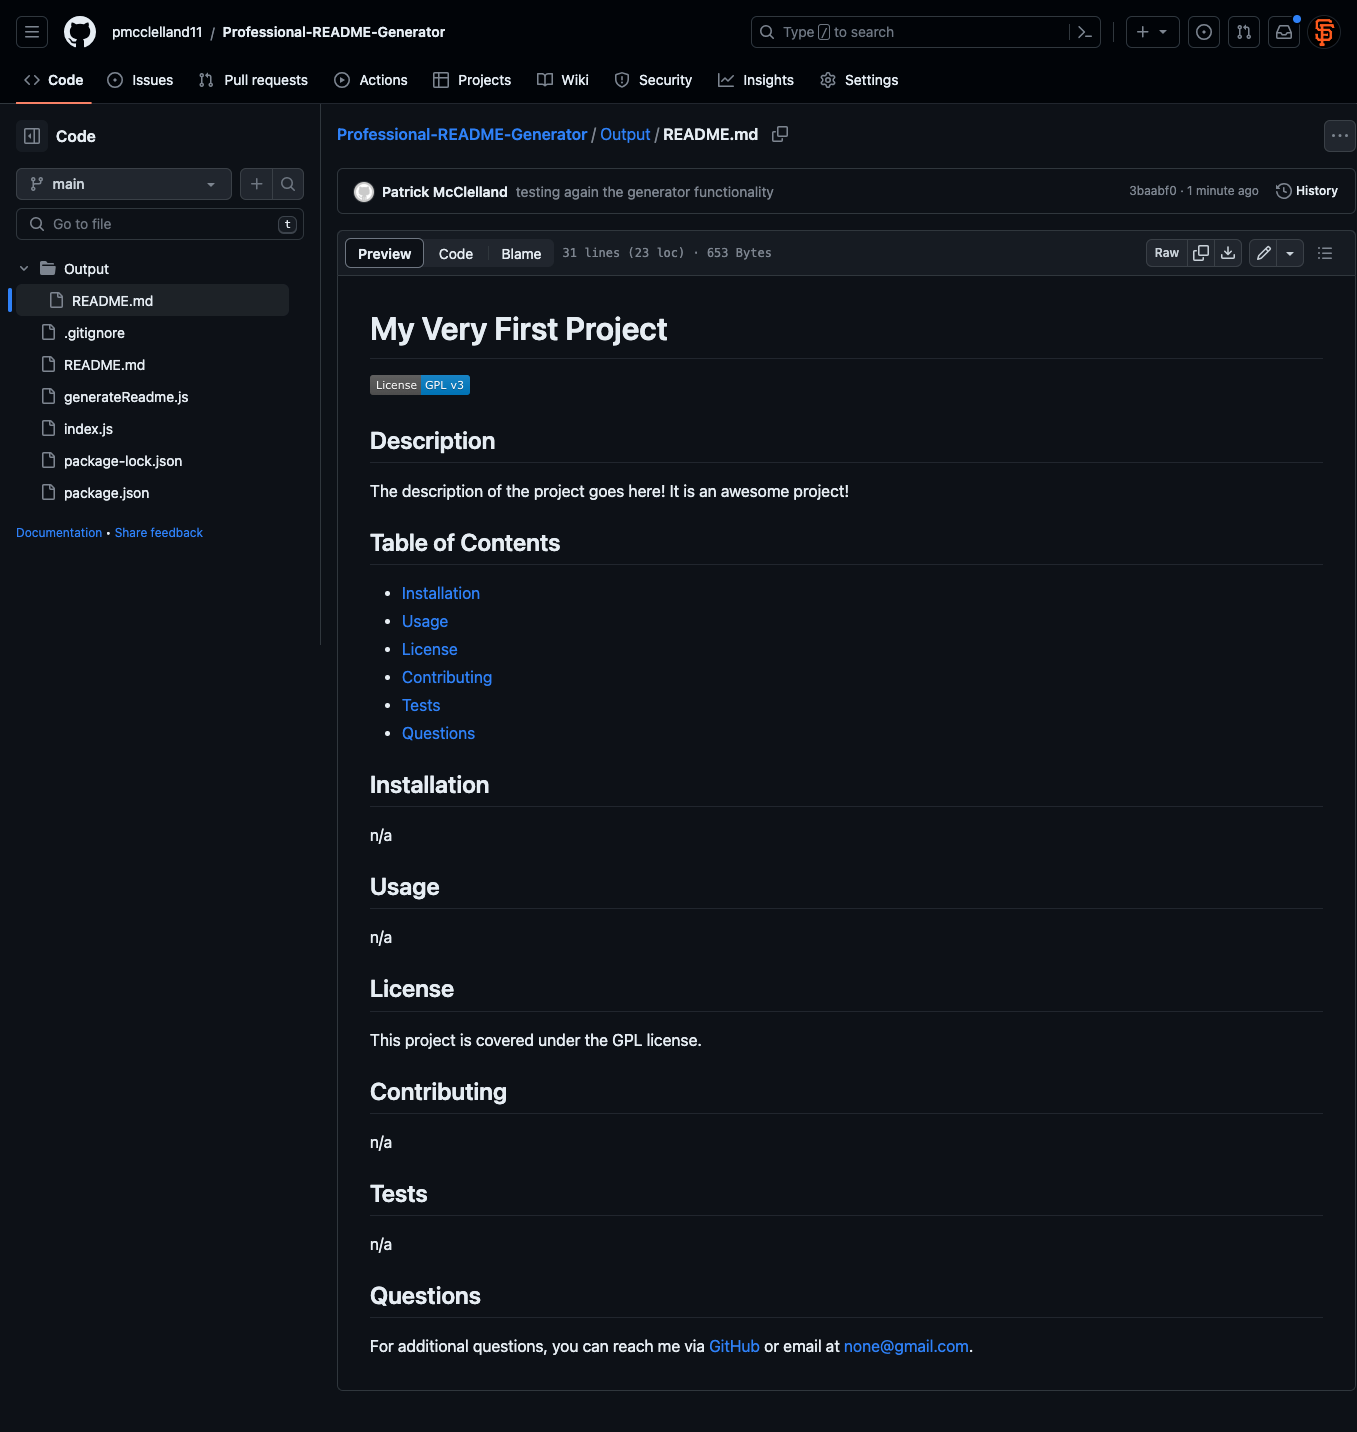 pmcclelland11 / Professional-README-Generator
Type / to search
Code Issues Pull requests Actions Projects Wiki Security Insights Settings
Code
main
Go to file t
Output
README.md
.gitignore
README.md
generateReadme.js
index.js
package-lock.json
package.json
Documentation • Share feedback
Professional-README-Generator / Output / README.md
Patrick McClelland testing again the generator functionality 3baabf0 · 1 minute ago History
Preview Code Blame 31 lines (23 loc) · 653 Bytes Raw
My Very First Project
License GPL v3
Description
The description of the project goes here! It is an awesome project!
Table of Contents
• Installation
• Usage
• License
• Contributing
• Tests
• Questions
Installation
n/a
Usage
n/a
License
This project is covered under the GPL license.
Contributing
n/a
Tests
n/a
Questions
For additional questions, you can reach me via GitHub or email at none@gmail.com.